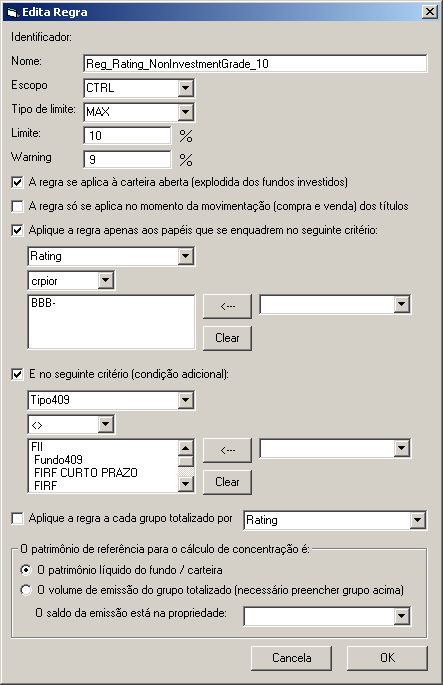 Edita Regra
Identificador:
Nome: Reg_Rating_NonInvestmentGrade_10
Escopo CTRL
Tipo de limite: MAX
Limite: 10 %
Warning 9 %
A regra se aplica à carteira aberta (explodida dos fundos investidos)
A regra só se aplica no momento da movimentação (compra e venda) dos títulos
Aplique a regra apenas aos papéis que se enquadrem no seguinte critério:
Rating
crpior
BBB-
<---
Clear
E no seguinte critério (condição adicional):
Tipo409
<>
FII
Fundo409
FIRF CURTO PRAZO
FIRF
<---
Clear
Aplique a regra a cada grupo totalizado por Rating
O patrimônio de referência para o cálculo de concentração é:
O patrimônio líquido do fundo / carteira
O volume de emissão do grupo totalizado (necessário preencher grupo acima)
O saldo da emissão está na propriedade:
Cancela OK